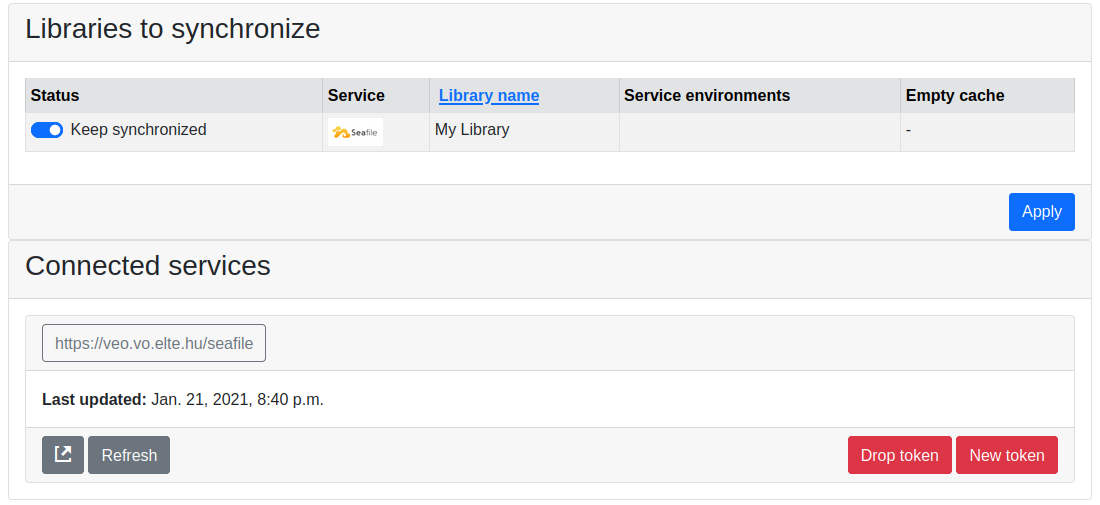 Libraries to synchronize
Status Service Library name Service environments Empty cache
Keep synchronized Seafile My Library -
Apply
Connected services
https://veo.vo.elte.hu/seafile
Last updated: Jan. 21, 2021, 8:40 p.m.
Refresh Drop token New token